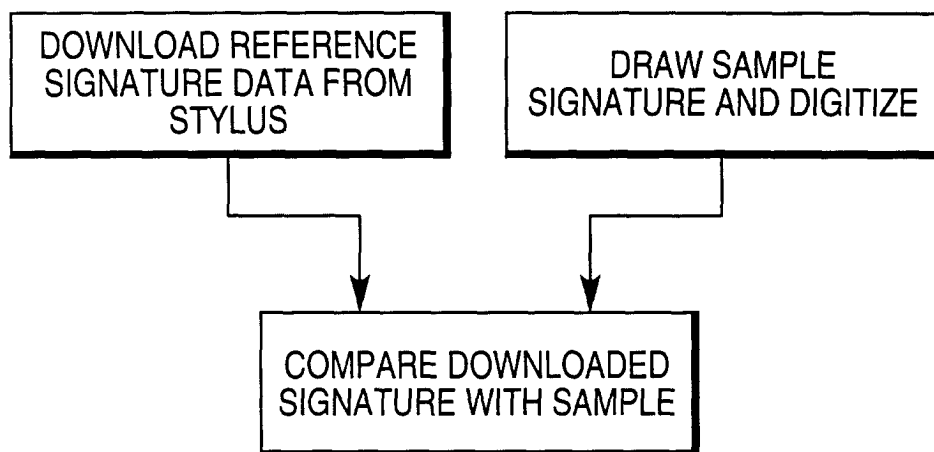 DOWNLOAD REFERENCE
SIGNATURE DATA FROM
STYLUS
DRAW SAMPLE
SIGNATURE AND DIGITIZE
COMPARE DOWNLOADED
SIGNATURE WITH SAMPLE